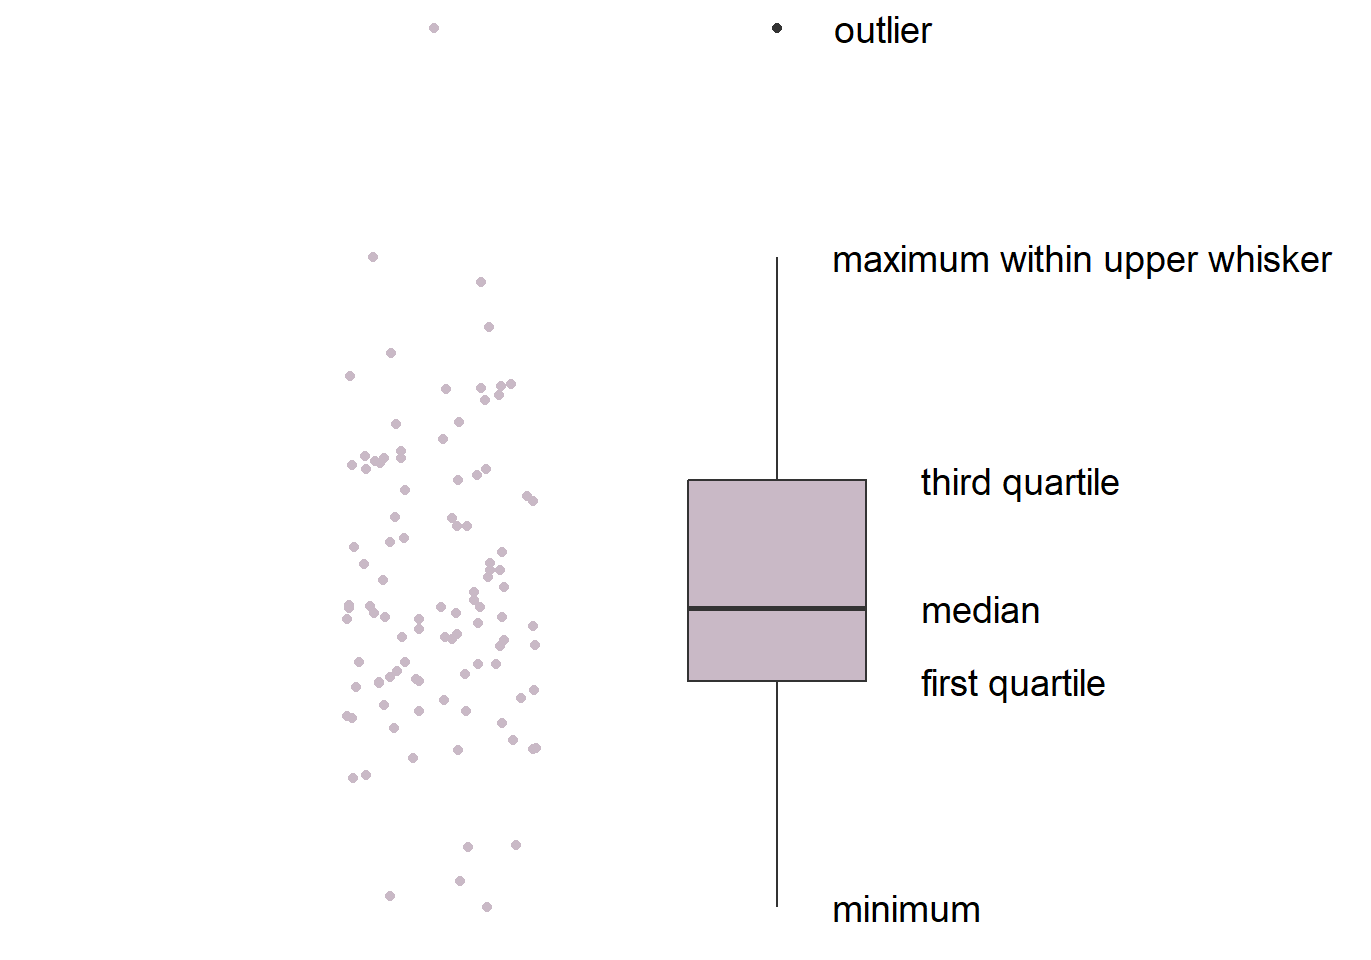 outlier
maximum within upper whisker
third quartile
median
first quartile
minimum